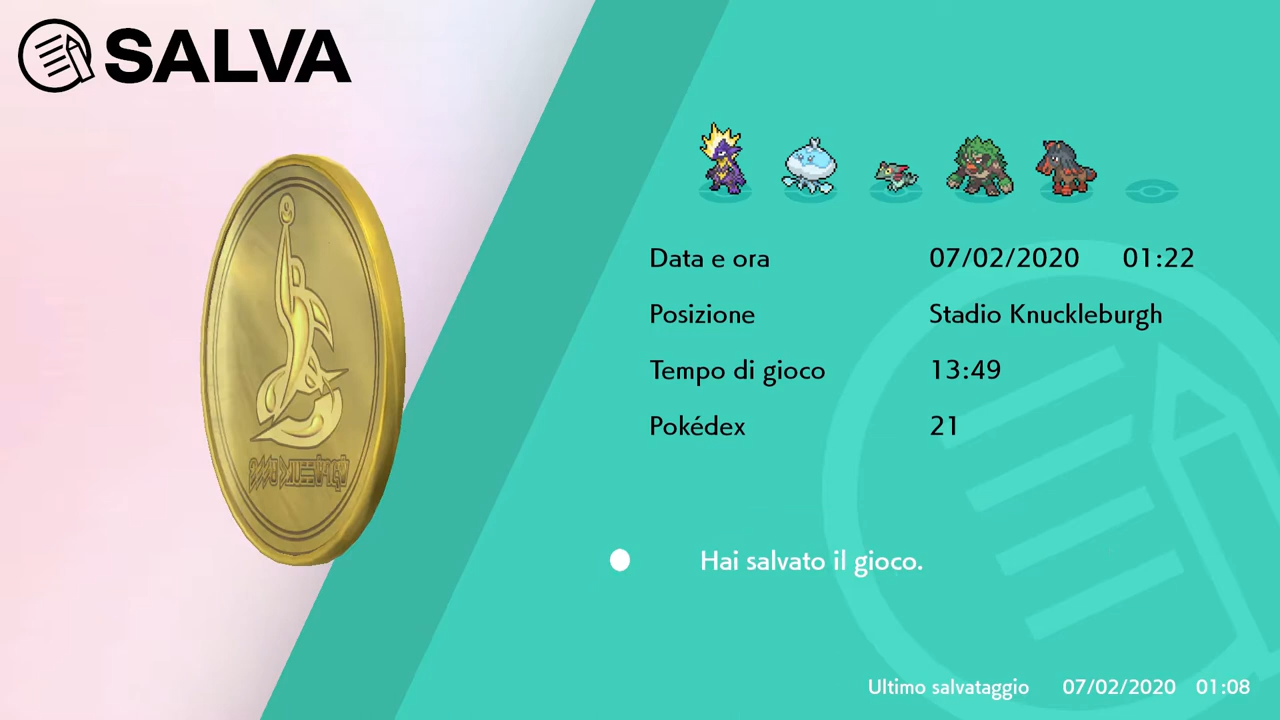 SALVA
Data e ora 07/02/2020 01:22
Posizione Stadio Knuckleburgh
Tempo di gioco 13:49
Pokédex 21
Hai salvato il gioco.
Ultimo salvataggio 07/02/2020 01:08